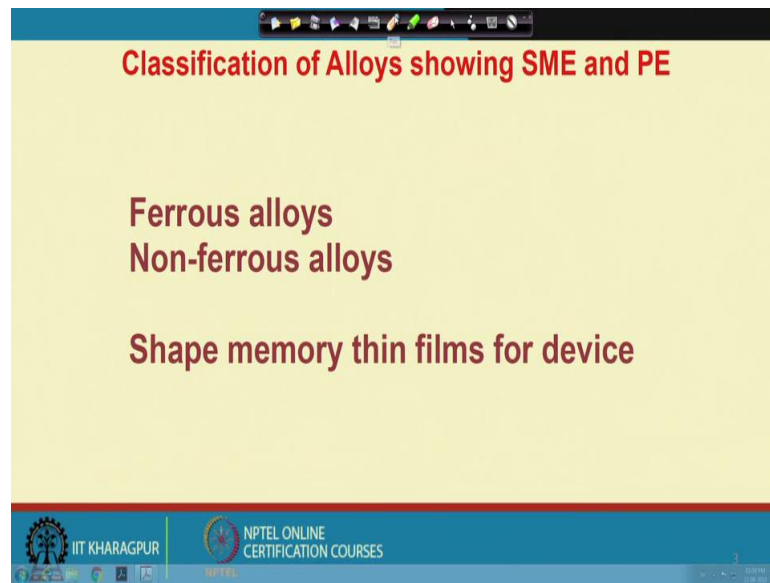 Classification of Alloys showing SME and PE
Ferrous alloys
Non-ferrous alloys
Shape memory thin films for device
IIT KHARAGPUR
NPTEL ONLINE
CERTIFICATION COURSES
NPTEL
3